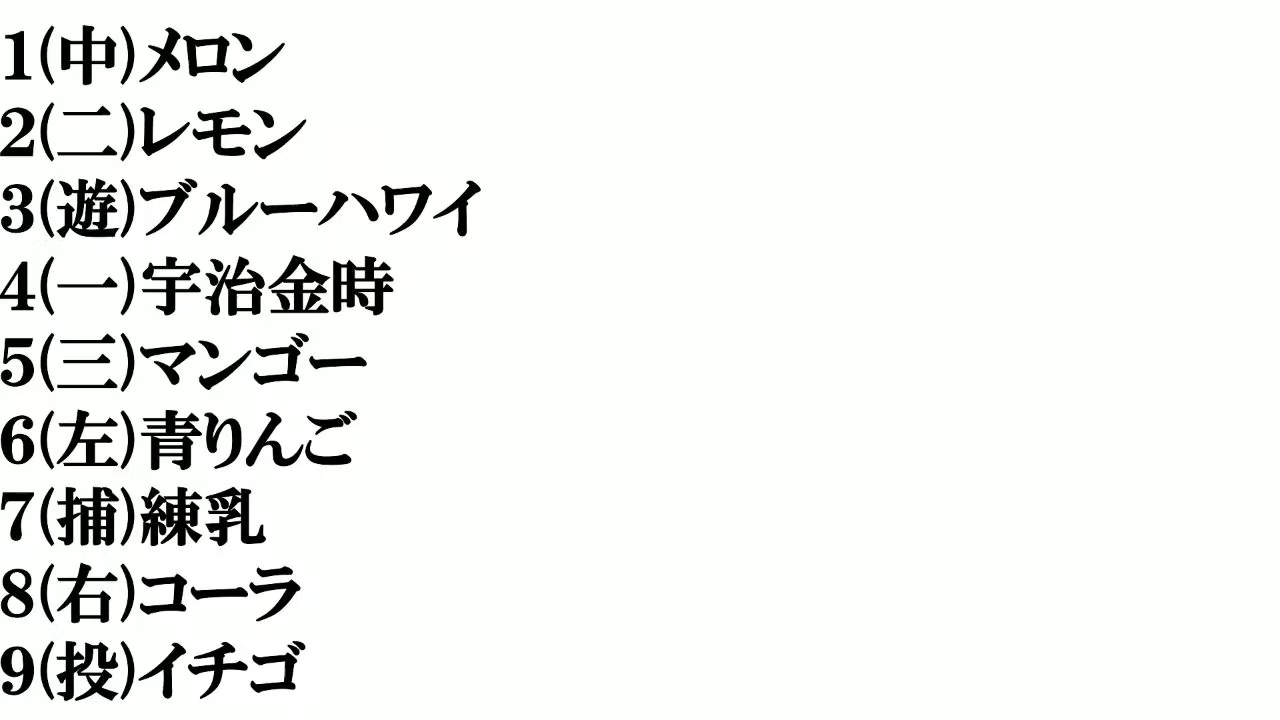 1(中)メロン
2(二)レモン
3(遊)ブルーハワイ
4(一)宇治金時
5(三)マンゴー
6(左)青りんご
7(捕)練乳
8(右)コーラ
9(投)イチゴ